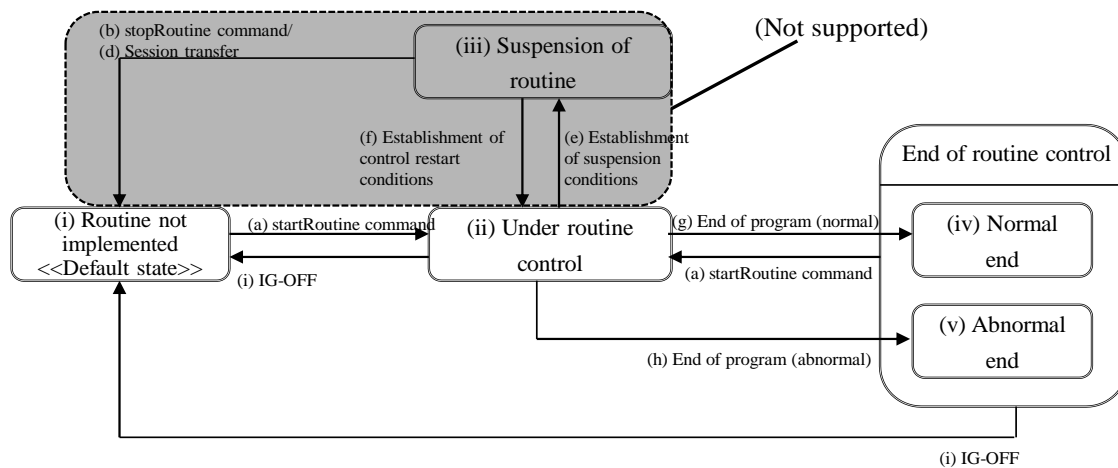 (b) stopRoutine command/
(d) Session transfer
(iii) Suspension of
routine
(Not supported)
(f) Establishment of
control restart
conditions
(e) Establishment
of suspension
conditions
End of routine control
(i) Routine not
implemented
<<Default state>>
(a) startRoutine command
(i) IG-OFF
(ii) Under routine
control
(g) End of program (normal)
(a) startRoutine command
(iv) Normal
end
(h) End of program (abnormal)
(v) Abnormal
end
(i) IG-OFF